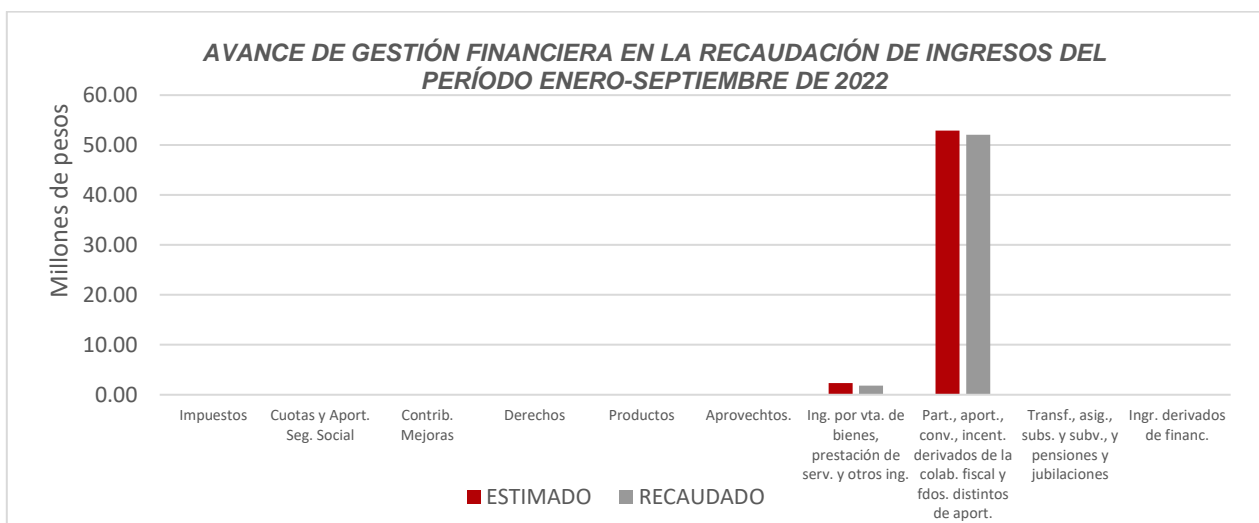 AVANCE DE GESTIÓN FINANCIERA EN LA RECAUDACIÓN DE INGRESOS DEL
PERÍODO ENERO-SEPTIEMBRE DE 2022
Millones de pesos
60.00
50.00
40.00
30.00
20.00
10.00
0.00
Impuestos
Cuotas y Aport.
Seg. Social
Contrib.
Mejoras
Derechos
Productos
Aprovechtos.
Ing. por vta. de
bienes,
prestación de
serv. y otros ing.
Part., aport.,
conv., incent.
derivados de la
colab. fiscal y
fdos. distintos
de aport.
Transf., asig.,
subs. y subv., y
pensiones y
jubilaciones
Ingr. derivados
de financ.
ESTIMADO
RECAUDADO